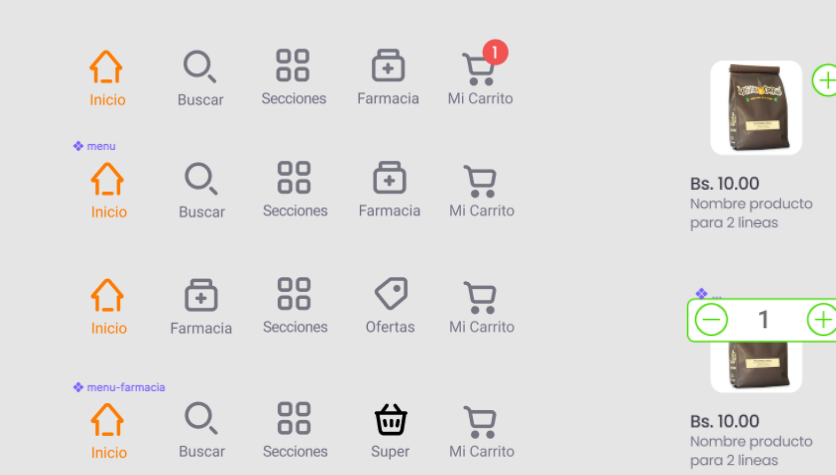 1
Inicio
Buscar
Secciones
Farmacia
Mi Carrito
menu
Inicio
Buscar
Secciones
Farmacia
Mi Carrito
Inicio
Farmacia
Secciones
Ofertas
Mi Carrito
menu-farmacia
Inicio
Buscar
Secciones
Super
Mi Carrito
Bs. 10.00
Nombre producto
para 2 lineas
...
1
Bs. 10.00
Nombre producto
para 2 lineas